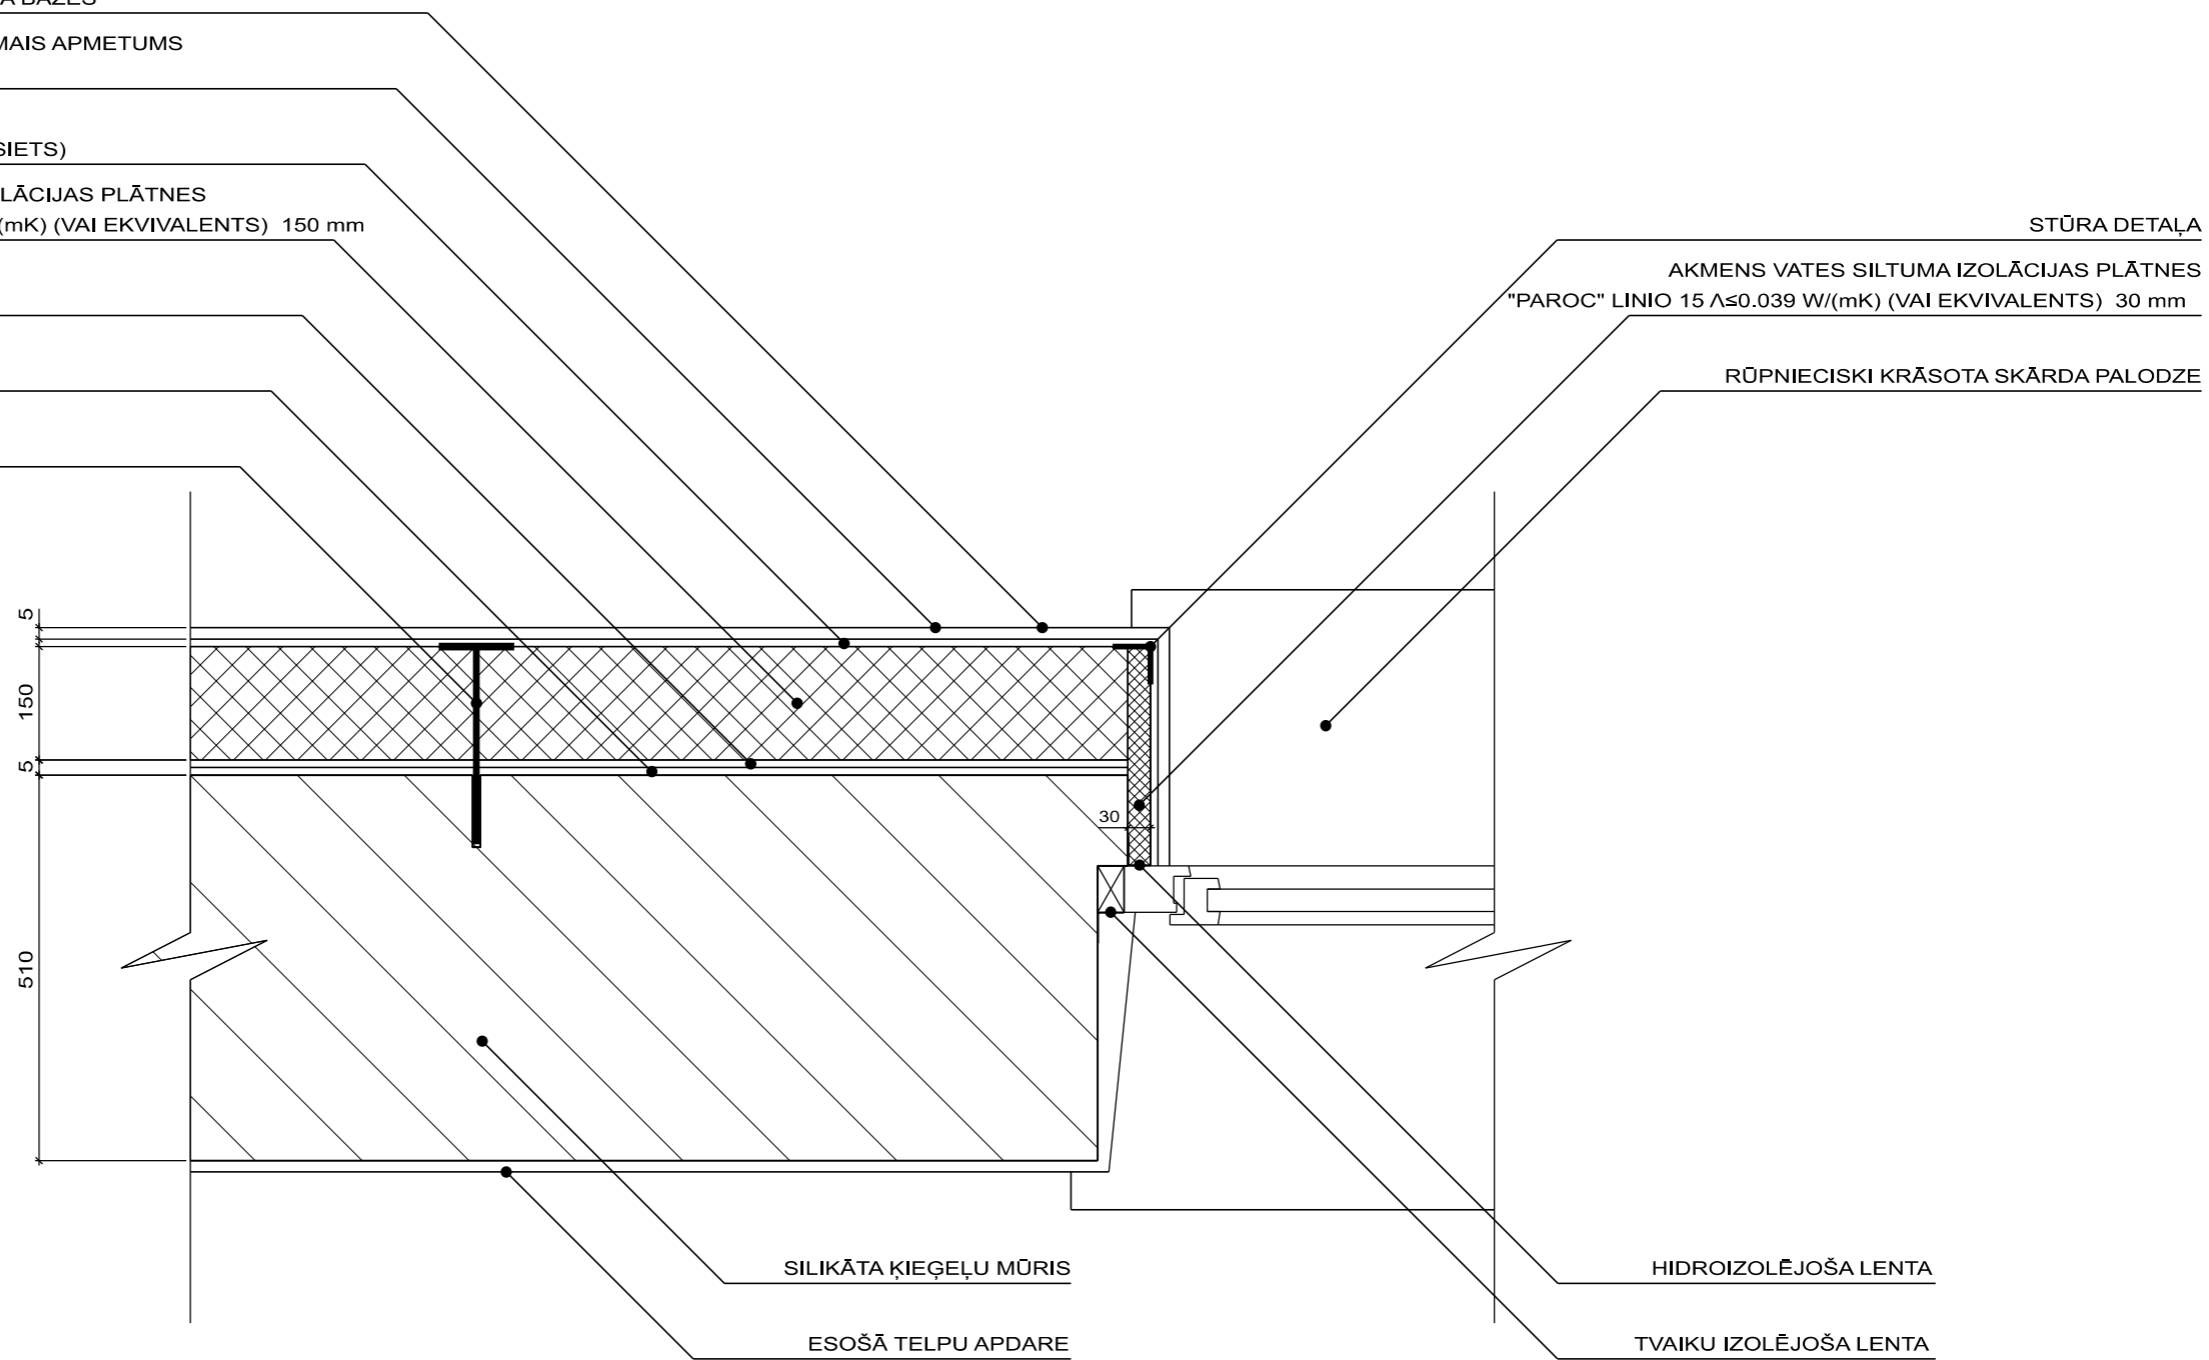 MAIS APMETUMS
SIETS)
LĀCIJAS PLĀTNES
(mK) (VAI EKVIVALENTS) 150 mm
STŪRA DETAĻA
AKMENS VATES SILTUMA IZOLĀCIJAS PLĀTNES
"PAROC" LINIO 15 Λ≤0.039 W/(mK) (VAI EKVIVALENTS) 30 mm
RŪPNIECISKI KRĀSOTA SKĀRDA PALODZE
5
150
5
510
30
SILIKĀTA ĶIEĢEĻU MŪRIS
ESOŠĀ TELPU APDARE
HIDROIZOLĒJOŠA LENTA
TVAIKU IZOLĒJOŠA LENTA